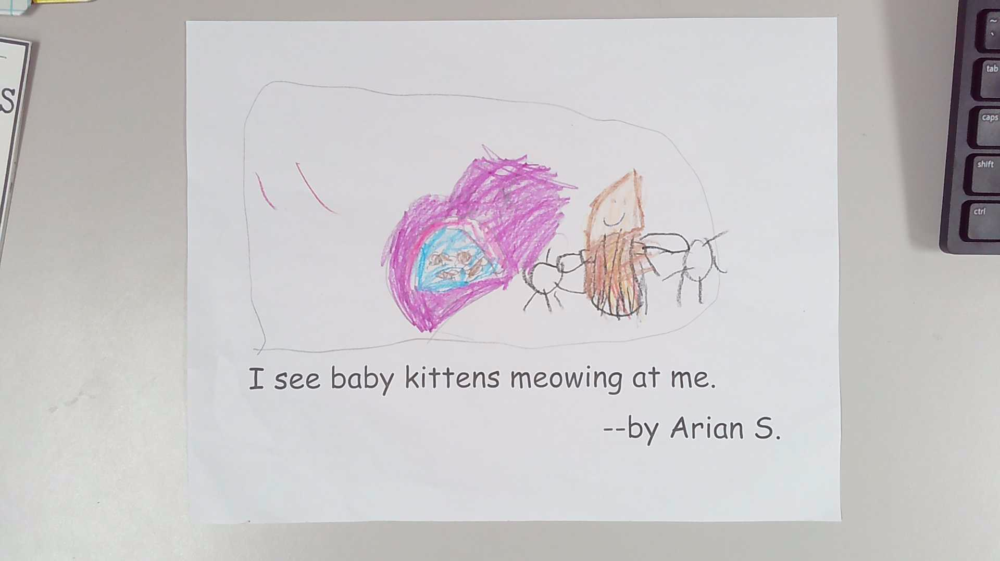 S
I see baby kittens meowing at me.
--by Arian S.
~
`
tab
caps
shift
ctrl